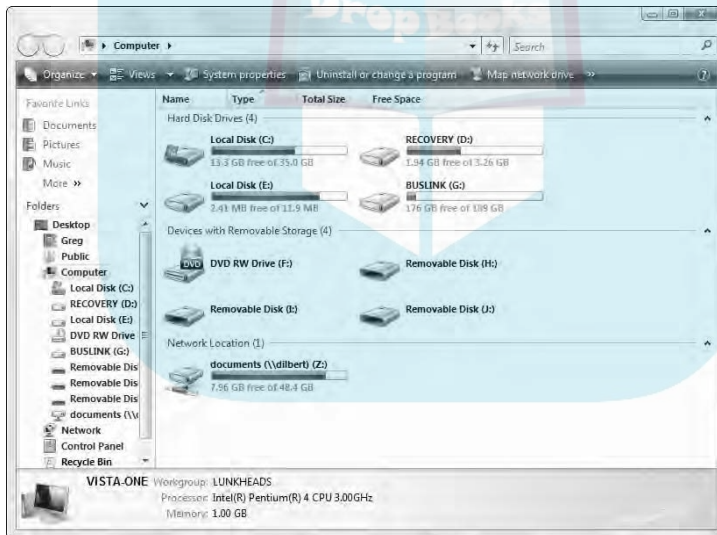 Drop Books
Computer
Search
Organize Views System properties Uninstall or change a program Map network drive »
Favorite Links
Documents
Pictures
Music
More »
Folders
Desktop
Greg
Public
Computer
Local Disk (C:)
RECOVERY (D:)
Local Disk (E:)
DVD RW Drive
BUSLINK (G:)
Removable Dis
Removable Dis
Removable Dis
documents (\\
Network
Control Panel
Recycle Bin
Name Type Total Size Free Space
Hard Disk Drives (4)
Local Disk (C:)
11.3 GB free of 35.0 GB
RECOVERY (D:)
1.94 GB free of 3.26 GB
Local Disk (E:)
2.41 MB free of 11.9 MB
BUSLINK (G:)
176 GB free of 189 GB
Devices with Removable Storage (4)
DVD
DVD RW Drive (F:)
Removable Disk (H:)
Removable Disk (I:)
Removable Disk (J:)
Network Location (1)
documents (\\dilbert) (Z:)
7.96 GB free of 48.4 GB
VISTA-ONE Workgroup: LUNKHEADS
Processor: Intel(R) Pentium(R) 4 CPU 3.00GHz
Memory: 1.00 GB